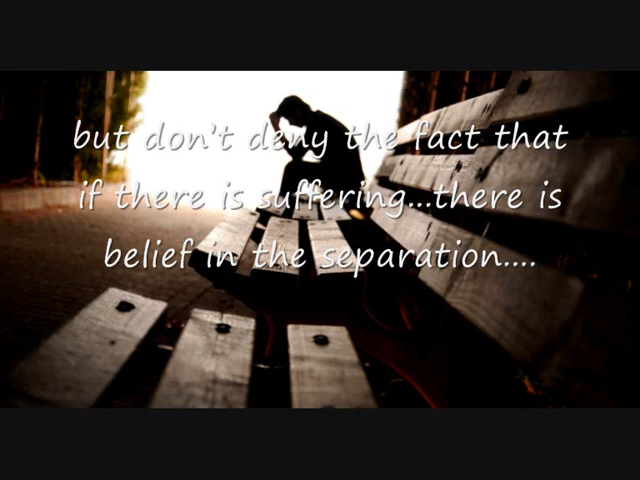 but don't deny the fact that
if there is suffering...there is
belief in the separation....